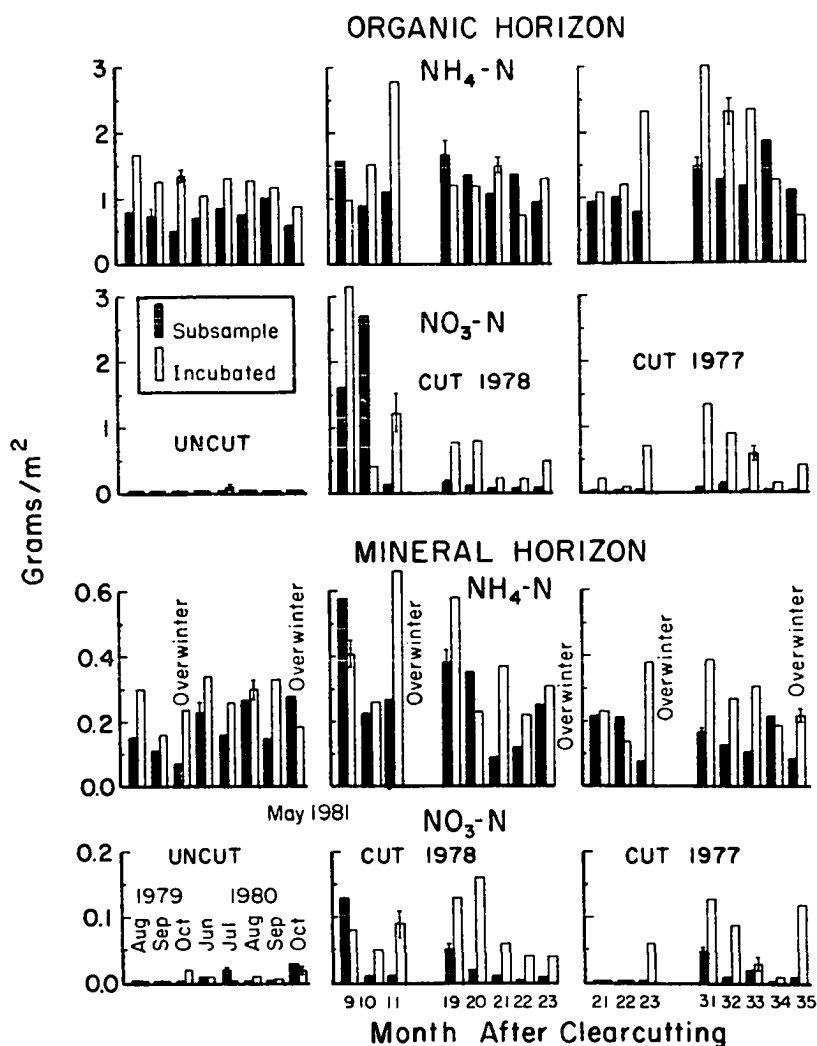 ORGANIC HORIZON
NH₄-N
3
2
1
0
NO₃-N
3
2
1
0
Subsample
Incubated
UNCUT
CUT 1978
CUT 1977
Grams/m²
MINERAL HORIZON
NH₄-N
0.6
0.4
0.2
0.0
Overwinter
Overwinter
Overwinter
Overwinter
Overwinter
Overwinter
May 1981
NO₃-N
0.2
0.1
0.0
UNCUT
CUT 1978
CUT 1977
1979 1980
Aug Sep Oct Jun Jul Aug Sep Oct
9 10 11 19 20 21 22 23 21 22 23 31 32 33 34 35
Month After Clearcutting